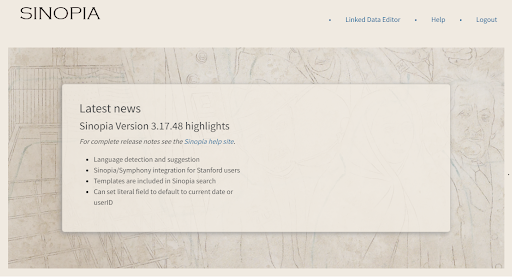 SINOPIA
• Linked Data Editor • Help • Logout
Latest news
Sinopia Version 3.17.48 highlights
For complete release notes see the Sinopia help site.
• Language detection and suggestion
• Sinopia/Symphony integration for Stanford users
• Templates are included in Sinopia search
• Can set literal field to default to current date or
userID